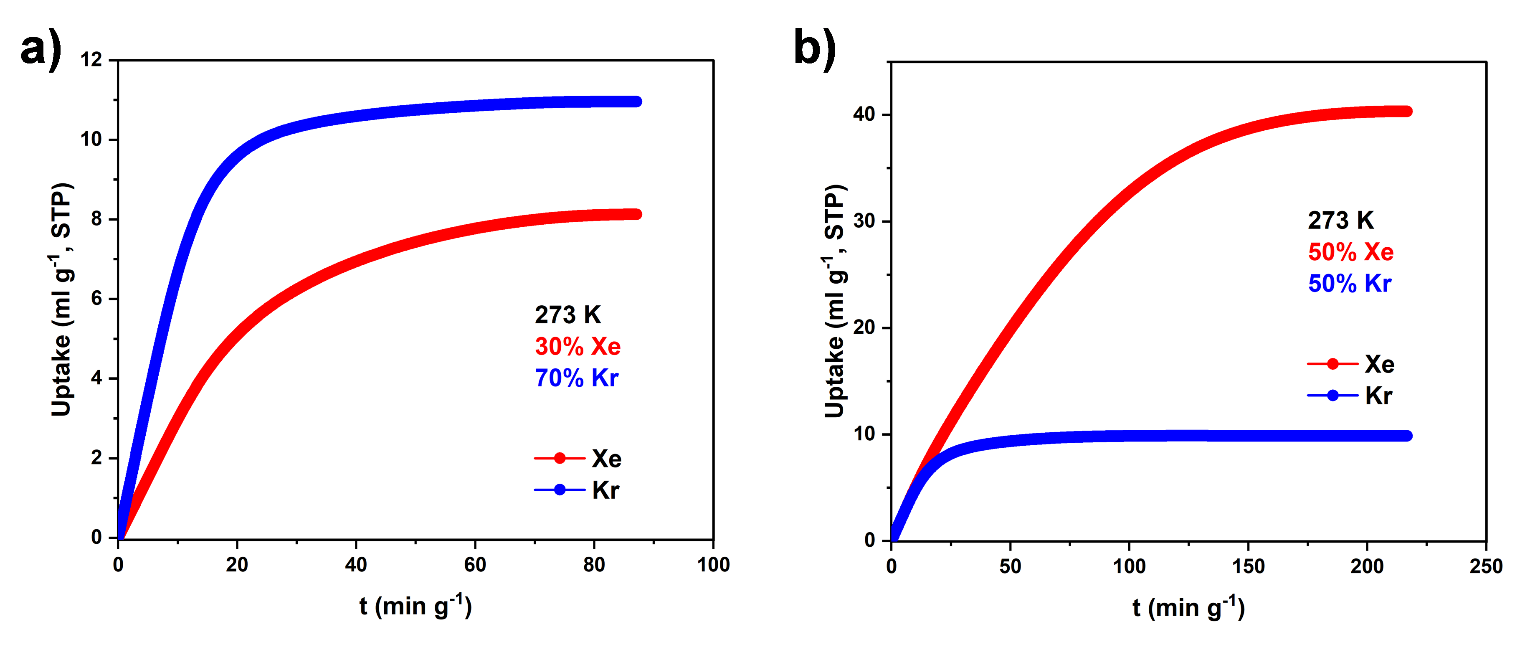 a)
12
10
8
6
4
2
0
Uptake (ml g⁻¹, STP)
273 K
30% Xe
70% Kr
Xe
Kr
0 20 40 60 80 100
t (min g⁻¹)
b)
40
30
20
10
0
Uptake (ml g⁻¹, STP)
273 K
50% Xe
50% Kr
Xe
Kr
0 50 100 150 200 250
t (min g⁻¹)